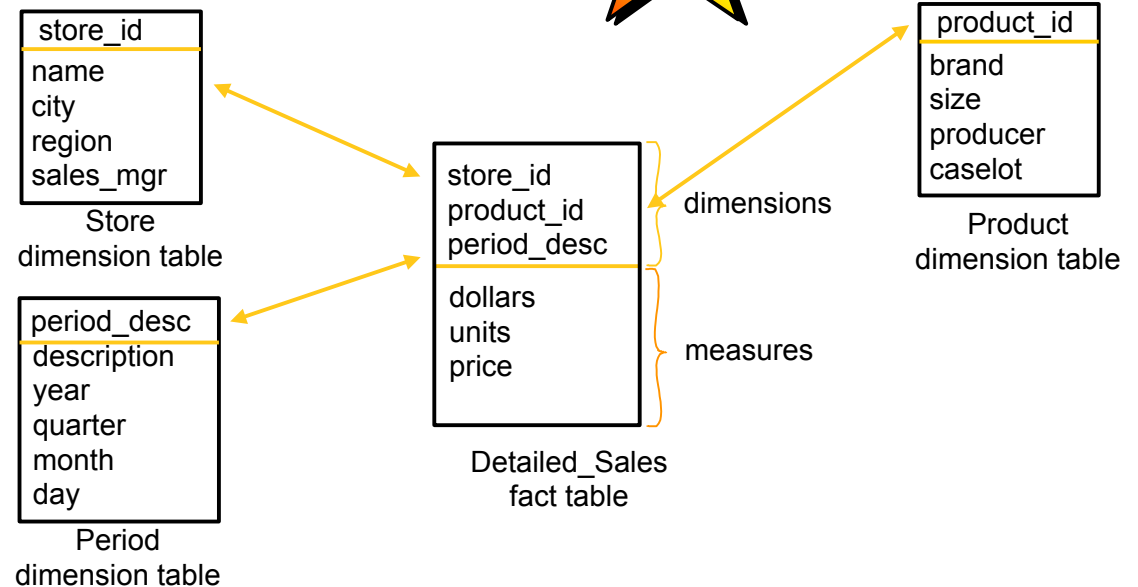 store_id
name
city
region
sales_mgr
Store
dimension table
period_desc
description
year
quarter
month
day
Period
dimension table
store_id
product_id
period_desc
dollars
units
price
Detailed_Sales
fact table
dimensions
measures
product_id
brand
size
producer
caselot
Product
dimension table